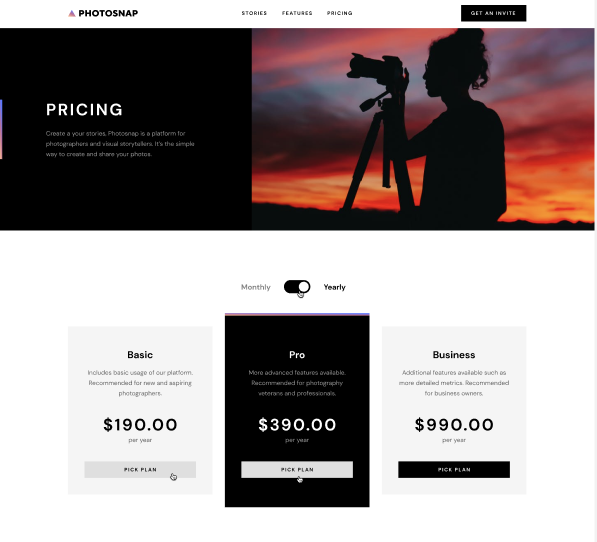 PHOTOSNAP
STORIES FEATURES PRICING
GET AN INVITE
PRICING
Create a your stories, Photosnap is a platform for
photographers and visual storytellers. It's the simple
way to create and share your photos.
Monthly Yearly
Basic
Includes basic usage of our platform.
Recommended for new and aspiring
photographers.
$190.00
per year
PICK PLAN
Pro
More advanced features available.
Recommended for photography
veterans and professionals.
$390.00
per year
PICK PLAN
Business
Additional features available such as
more detailed metrics. Recommended
for business owners.
$990.00
per year
PICK PLAN